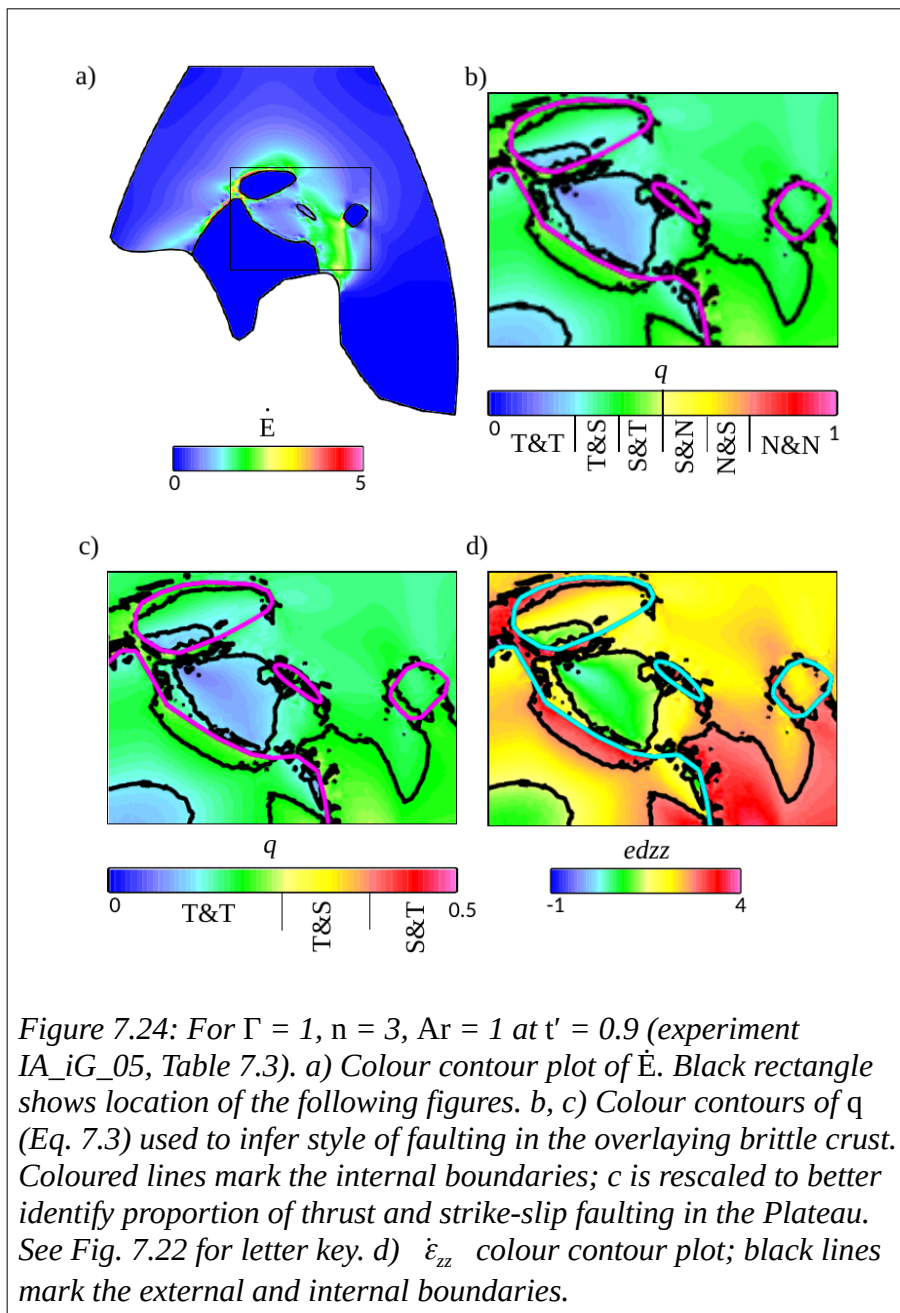 a)
b)
Ė
0 5
q
0 1
T&T T&S S&T S&N N&S N&N
c)
d)
q
0 0.5
T&T T&S S&T
edzz
-1 4
Figure 7.24: For Γ = 1, n = 3, Ar = 1 at t′ = 0.9 (experiment
IA_iG_05, Table 7.3). a) Colour contour plot of Ė. Black rectangle
shows location of the following figures. b, c) Colour contours of q
(Eq. 7.3) used to infer style of faulting in the overlaying brittle crust.
Coloured lines mark the internal boundaries; c is rescaled to better
identify proportion of thrust and strike-slip faulting in the Plateau.
See Fig. 7.22 for letter key. d) ε̇zz colour contour plot; black lines
mark the external and internal boundaries.